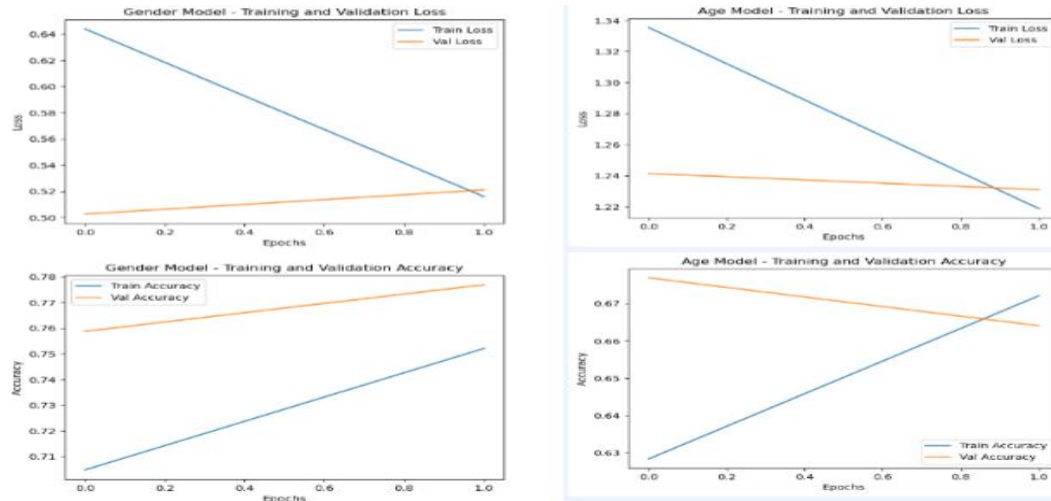 Gender Model - Training and Validation Loss
Train Loss
Val Loss
Loss
0.64
0.62
0.60
0.58
0.56
0.54
0.52
0.50
0.0 0.2 0.4 0.6 0.8 1.0
Epochs
Age Model - Training and Validation Loss
Train Loss
Val Loss
Loss
1.34
1.32
1.30
1.28
1.26
1.24
1.22
0.0 0.2 0.4 0.6 0.8 1.0
Epochs
Gender Model - Training and Validation Accuracy
Train Accuracy
Val Accuracy
Accuracy
0.78
0.77
0.76
0.75
0.74
0.73
0.72
0.71
0.0 0.2 0.4 0.6 0.8 1.0
Epochs
Age Model - Training and Validation Accuracy
Accuracy
0.67
0.66
0.65
0.64
0.63
Train Accuracy
Val Accuracy
0.0 0.2 0.4 0.6 0.8 1.0
Epochs